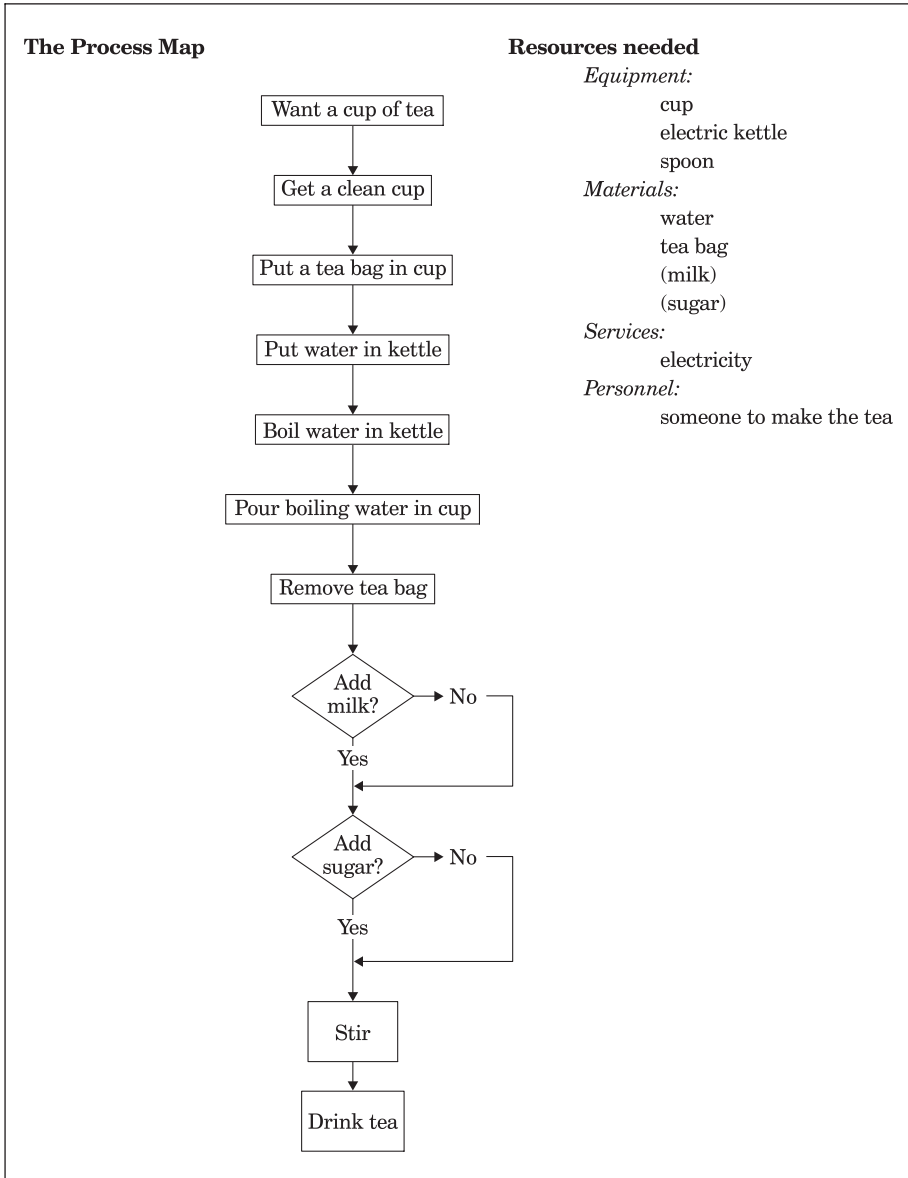 The Process Map
Want a cup of tea
Get a clean cup
Put a tea bag in cup
Put water in kettle
Boil water in kettle
Pour boiling water in cup
Remove tea bag
Add
milk?
No
Yes
Add
sugar?
No
Yes
Stir
Drink tea
Resources needed
Equipment:
cup
electric kettle
spoon
Materials:
water
tea bag
(milk)
(sugar)
Services:
electricity
Personnel:
someone to make the tea